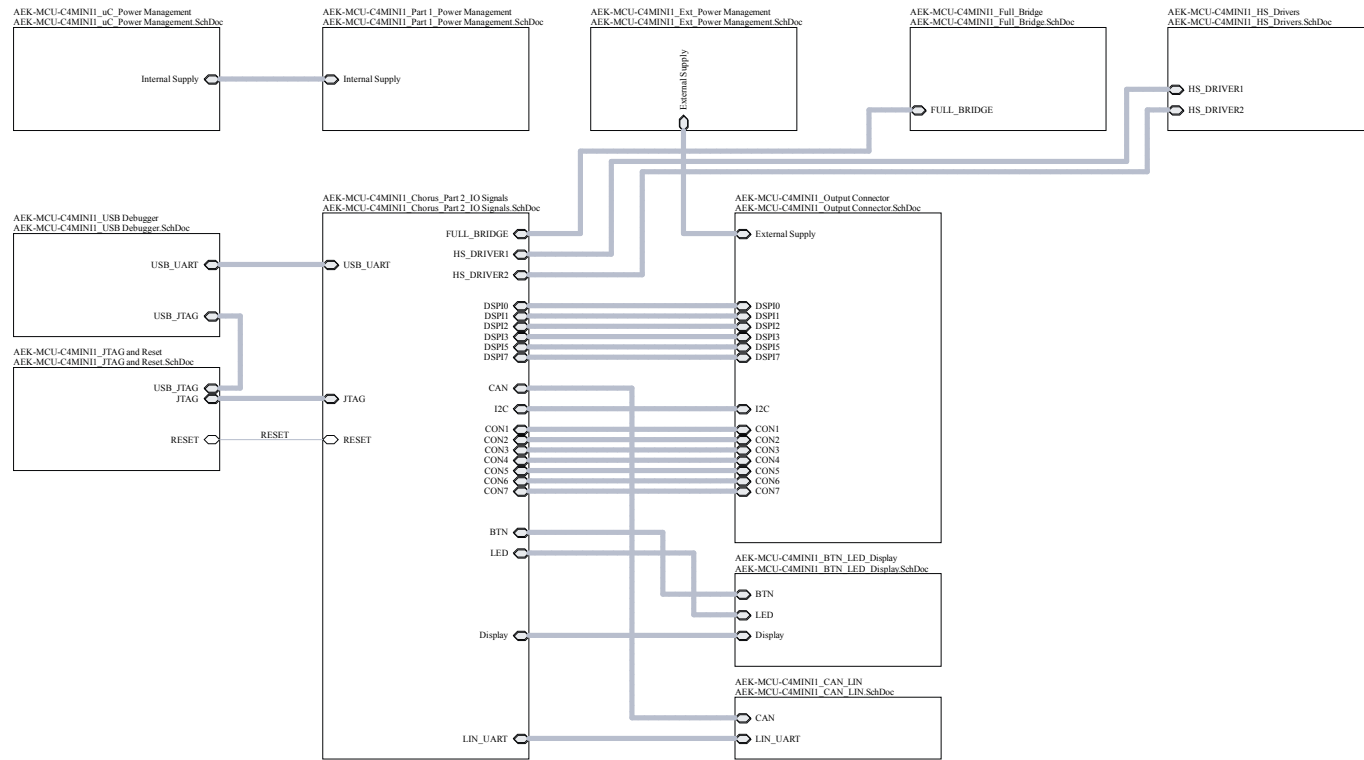 AEK-MCU-C4MINI1_uC_Power Management
AEK-MCU-C4MINI1_uC_Power Management.SchDoc
Internal Supply
AEK-MCU-C4MINI1_Part 1_Power Management
AEK-MCU-C4MINI1_Part 1_Power Management.SchDoc
Internal Supply
AEK-MCU-C4MINI1_Ext_Power Management
AEK-MCU-C4MINI1_Ext_Power Management.SchDoc
External Supply
AEK-MCU-C4MINI1_Full_Bridge
AEK-MCU-C4MINI1_Full_Bridge.SchDoc
FULL_BRIDGE
AEK-MCU-C4MINI1_HS_Drivers
AEK-MCU-C4MINI1_HS_Drivers.SchDoc
HS_DRIVER1
HS_DRIVER2
AEK-MCU-C4MINI1_USB Debugger
AEK-MCU-C4MINI1_USB Debugger.SchDoc
USB_UART
USB_JTAG
AEK-MCU-C4MINI1_JTAG and Reset
AEK-MCU-C4MINI1_JTAG and Reset.SchDoc
USB_JTAG
JTAG
RESET
RESET
AEK-MCU-C4MINI1_Chorus_Part 2_IO Signals
AEK-MCU-C4MINI1_Chorus_Part 2_IO Signals.SchDoc
USB_UART
JTAG
RESET
FULL_BRIDGE
HS_DRIVER1
HS_DRIVER2
DSPI0
DSPI1
DSPI2
DSPI3
DSPI5
DSPI7
CAN
I2C
CON1
CON2
CON3
CON4
CON5
CON6
CON7
BTN
LED
Display
LIN_UART
AEK-MCU-C4MINI1_Output Connector
AEK-MCU-C4MINI1_Output Connector.SchDoc
External Supply
DSPI0
DSPI1
DSPI2
DSPI3
DSPI5
DSPI7
I2C
CON1
CON2
CON3
CON4
CON5
CON6
CON7
AEK-MCU-C4MINI1_BTN_LED_Display
AEK-MCU-C4MINI1_BTN_LED_Display.SchDoc
BTN
LED
Display
AEK-MCU-C4MINI1_CAN_LIN
AEK-MCU-C4MINI1_CAN_LIN.SchDoc
CAN
LIN_UART